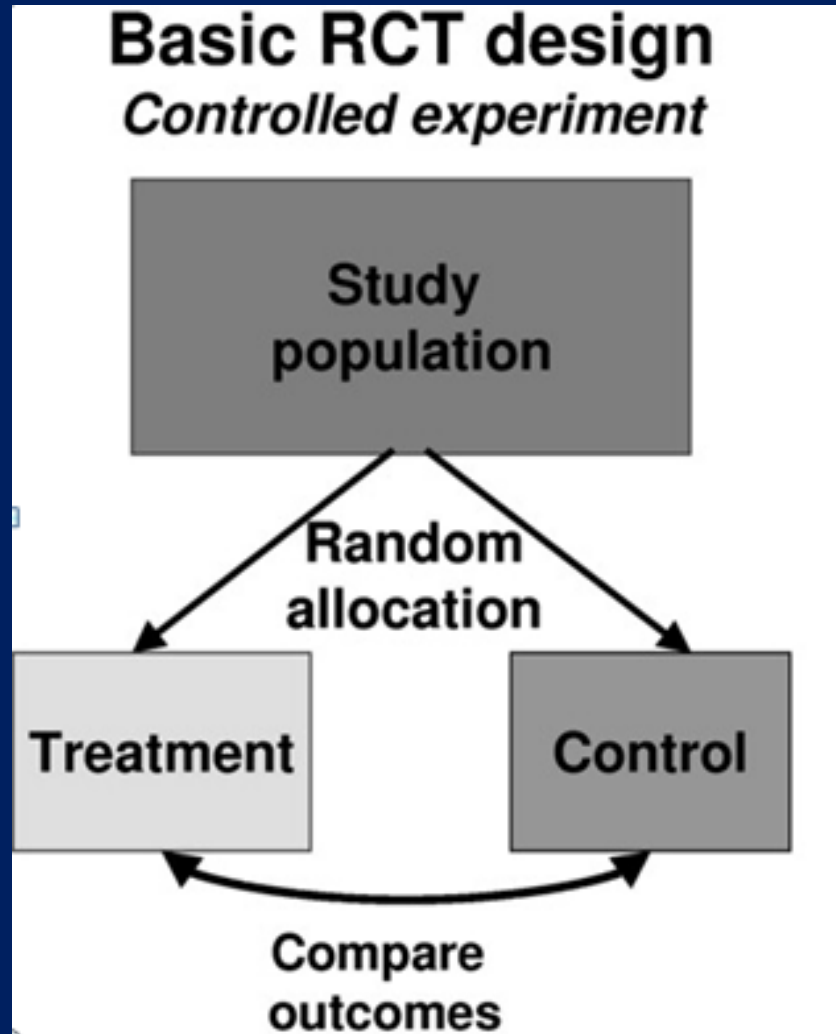 Basic RCT design
Controlled experiment
Study
population
Random
allocation
Treatment
Control
Compare
outcomes